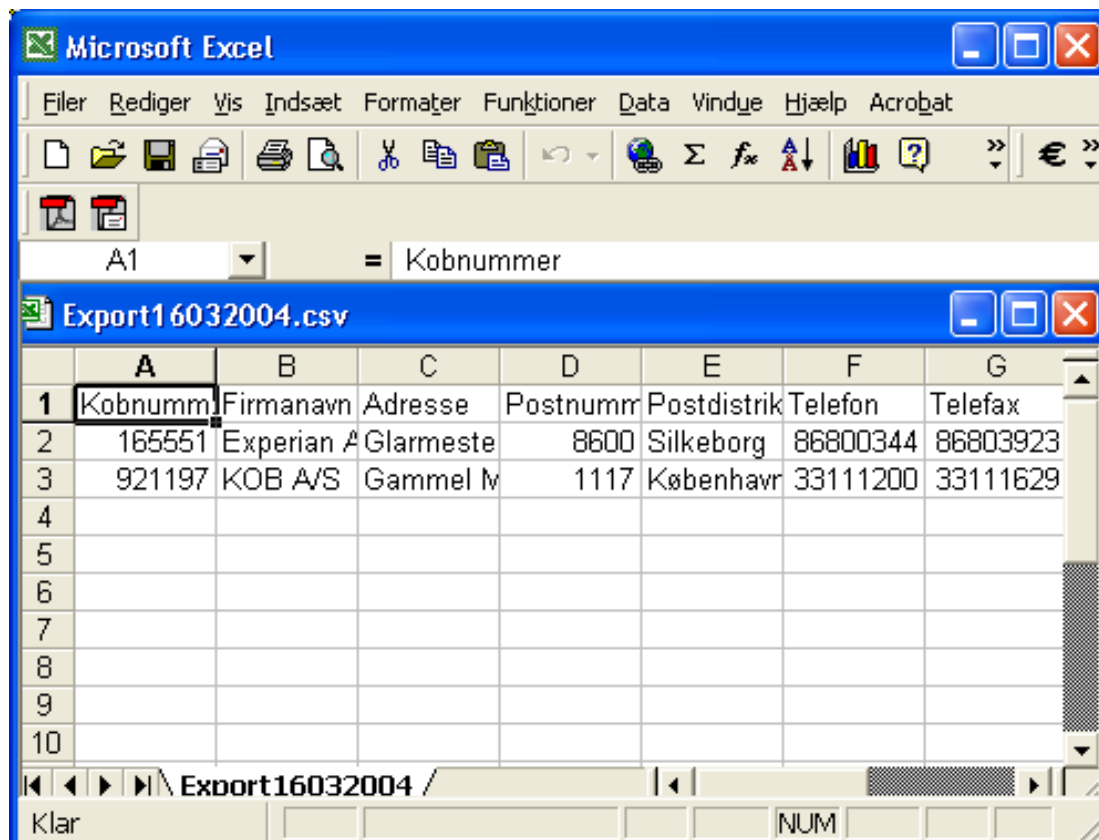 Microsoft Excel
Filer Rediger Vis Indsæt Formater Funktioner Data Vindue Hjælp Acrobat
A1 = Kobnummer
Export16032004.csv
A B C D E F G
1 Kobnumm Firmanavn Adresse Postnumm Postdistrik Telefon Telefax
2 165551 Experian A Glarmeste 8600 Silkeborg 86800344 86803923
3 921197 KOB A/S Gammel M 1117 Københavr 33111200 33111629
4
5
6
7
8
9
10
Export16032004
Klar NUM